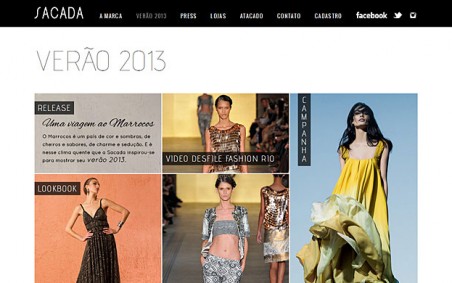 SACADA
A MARCA VERÃO 2013 PRESS LOJAS ATACADO CONTATO CADASTRO facebook
VERÃO 2013
RELEASE
Uma viagem ao Marrocos
O Marrocos é um país de cor e sombras, de
cheiros e sabores, de charme e sedução. E é
nesse clima quente que a Sacada inspirou-se
para mostrar seu verão 2013.
VIDEO DESFILE FASHION RIO
CAMPANHA
LOOKBOOK